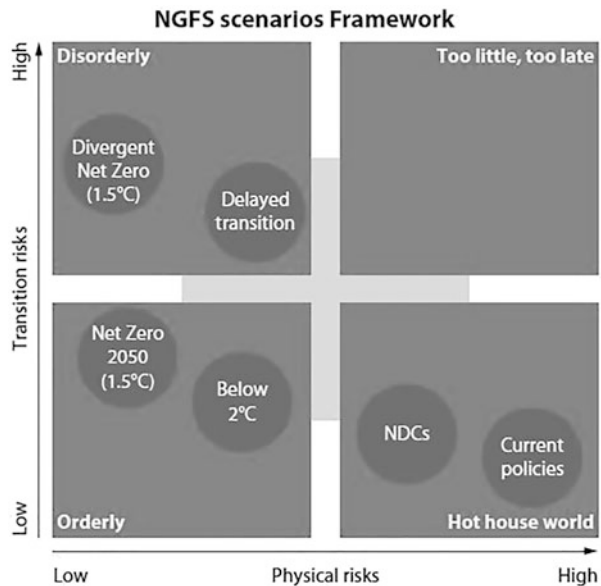 NGFS scenarios Framework
High
Transition risks
Low
Disorderly
Too little, too late
Divergent
Net Zero
(1.5°C)
Delayed
transition
Net Zero
2050
(1.5°C)
Below
2°C
NDCs
Current
policies
Orderly
Hot house world
Low
Physical risks
High